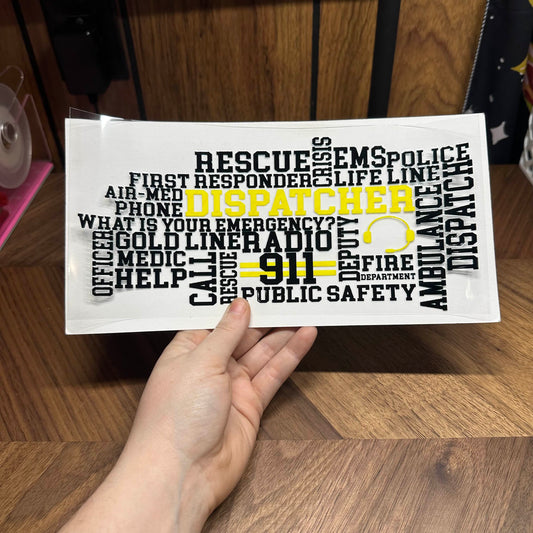 RESCUE
CRISIS
EMS
POLICE
FIRST RESPONDER
LIFE LINE
AIR-MED
DISPATCHER
PHONE
WHAT IS YOUR EMERGENCY?
OFFICER
GOLD LINE
RADIO
MEDIC
HELP
CALL
RESCUE
911
DEPUTY
FIRE
DEPARTMENT
PUBLIC SAFETY
AMBULANCE
DISPATCH